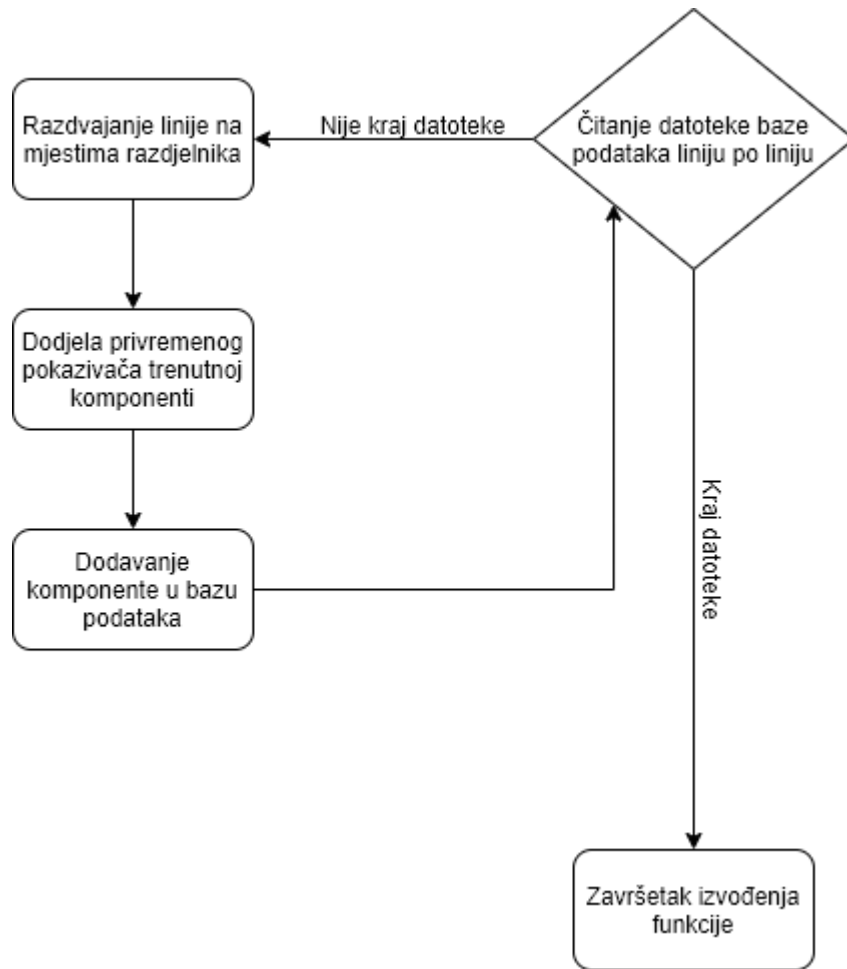 Čitanje datoteke baze
podataka liniju po liniju
Nije kraj datoteke
Razdvajanje linije na
mjestima razdjelnika
Dodjela privremenog
pokazivača trenutnoj
komponenti
Dodavanje
komponente u bazu
podataka
Kraj datoteke
Završetak izvođenja
funkcije